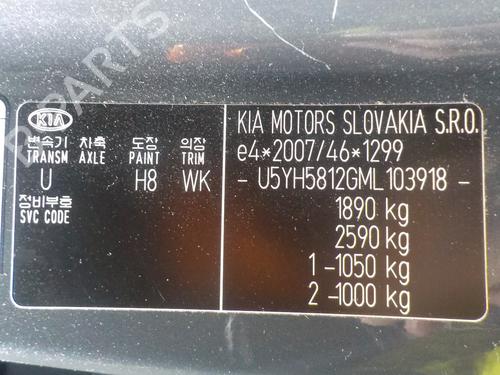 B-PARTS
KIA
변속기 차축 도장 의장
TRANSM AXLE PAINT TRIM
U H8 WK
정비부호
SVC CODE
KIA MOTORS SLOVAKIA S.R.O.
e4*2007/46*1299
- U5YH5812GML103918 -
1890 kg
2590 kg
1 -1050 kg
2 -1000 kg